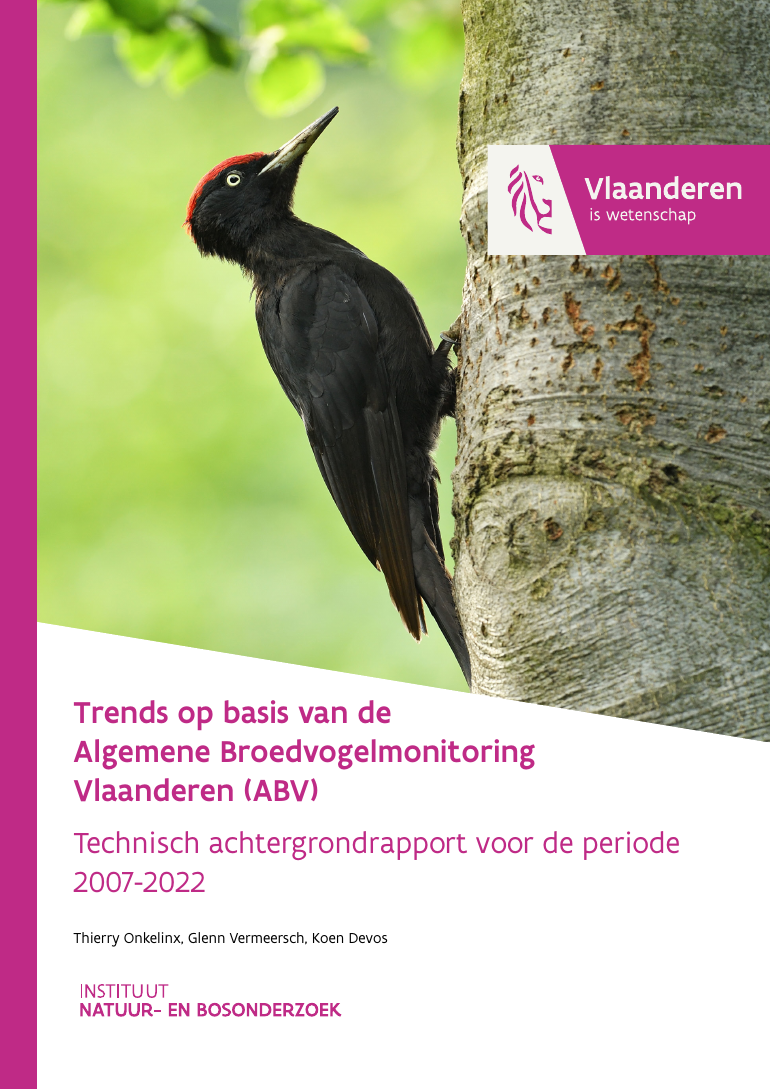 Vlaanderen
is wetenschap
Trends op basis van de
Algemene Broedvogelmonitoring
Vlaanderen (ABV)
Technisch achtergrondrapport voor de periode
2007-2022
Thierry Onkelinx, Glenn Vermeersch, Koen Devos
INSTITUUT
NATUUR- EN BOSONDERZOEK